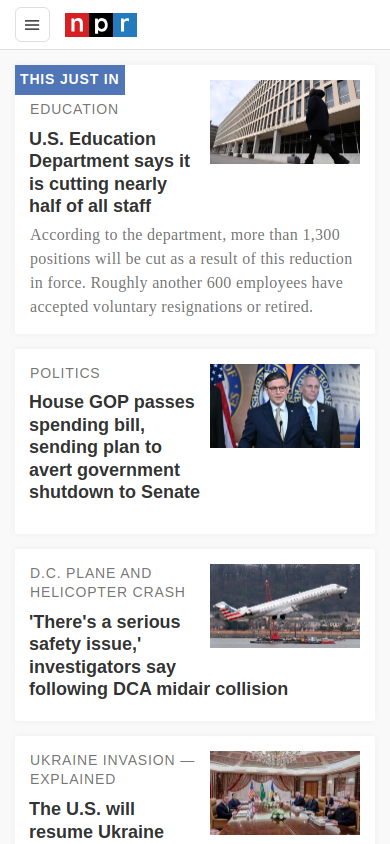 npr
THIS JUST IN
EDUCATION
U.S. Education
Department says it
is cutting nearly
half of all staff
According to the department, more than 1,300
positions will be cut as a result of this reduction
in force. Roughly another 600 employees have
accepted voluntary resignations or retired.
POLITICS
House GOP passes
spending bill,
sending plan to
avert government
shutdown to Senate
D.C. PLANE AND
HELICOPTER CRASH
'There's a serious
safety issue,'
investigators say
following DCA midair collision
UKRAINE INVASION —
EXPLAINED
The U.S. will
resume Ukraine